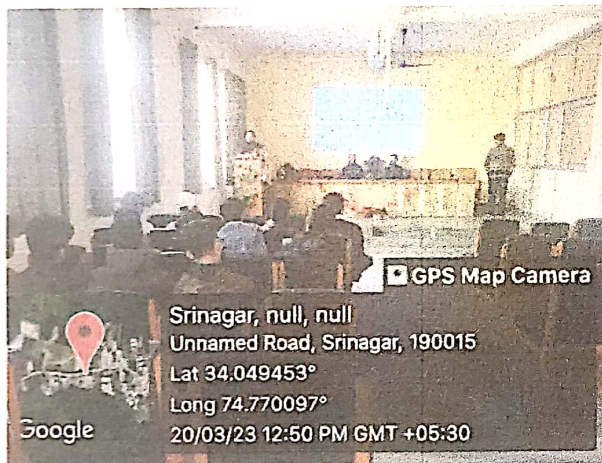 GPS Map Camera
Srinagar, null, null
Unnamed Road, Srinagar, 190015
Lat 34.049453°
Long 74.770097°
20/03/23 12:50 PM GMT +05:30
Google